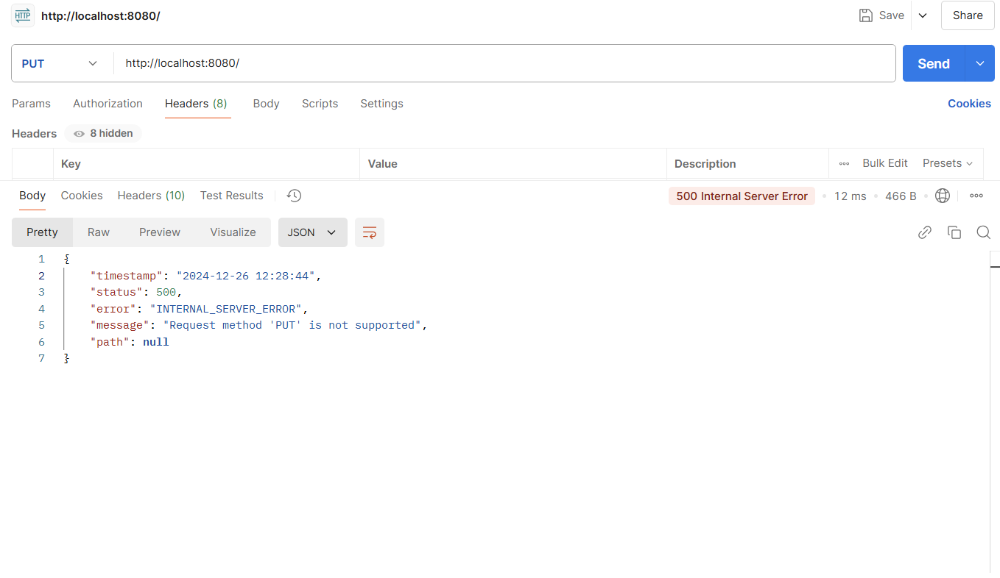 HTTP http://localhost:8080/ Save Share
PUT http://localhost:8080/ Send
Params Authorization Headers (8) Body Scripts Settings Cookies
Headers 8 hidden
Key Value Description Bulk Edit Presets
Body Cookies Headers (10) Test Results 500 Internal Server Error 12 ms 466 B
Pretty Raw Preview Visualize JSON
1 {
2 "timestamp": "2024-12-26 12:28:44",
3 "status": 500,
4 "error": "INTERNAL_SERVER_ERROR",
5 "message": "Request method 'PUT' is not supported",
6 "path": null
7 }